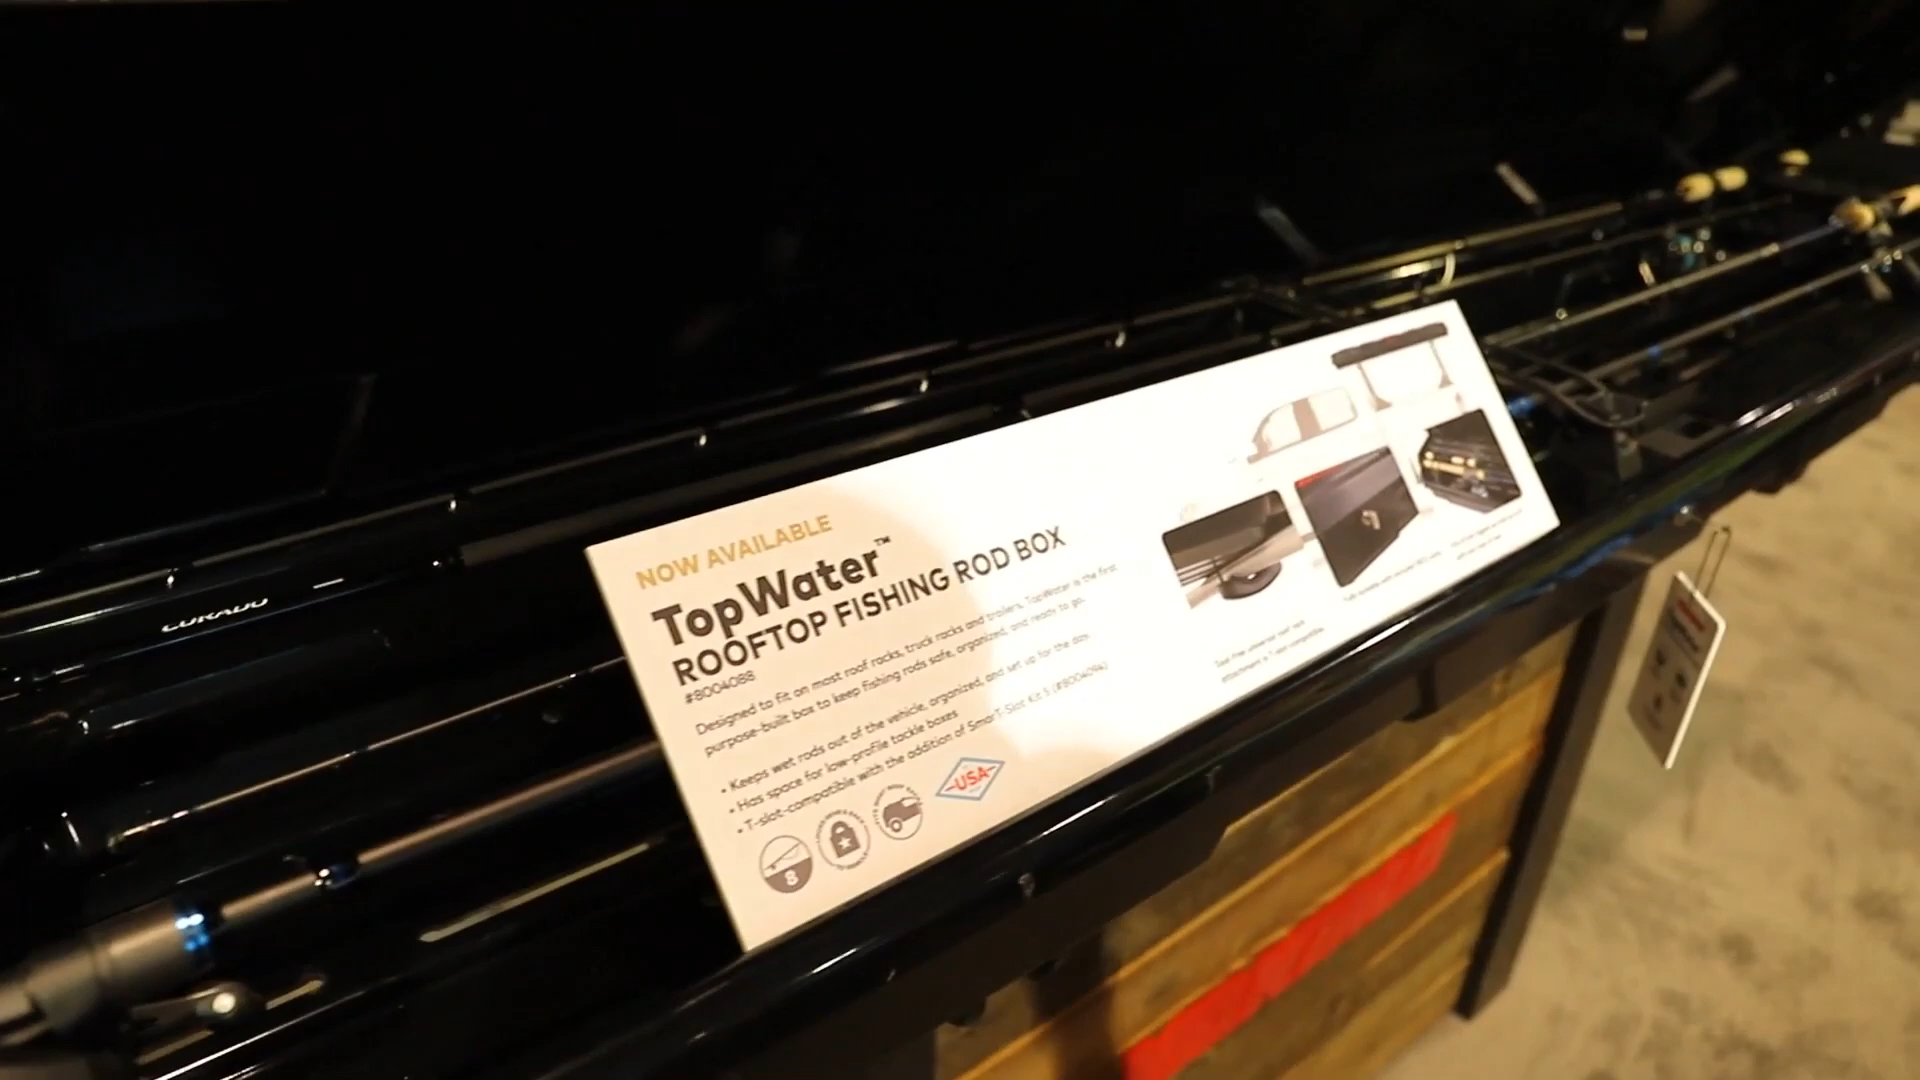 NOW AVAILABLE
TopWater™
ROOFTOP FISHING ROD BOX
#8004088
Designed to fit on most roof racks, truck racks and trailers, TopWater is the first
purpose-built box to keep fishing rods safe, organized, and ready to go.
• Keeps wet rods out of the vehicle, organized, and set up for the day
• Has space for low-profile tackle boxes
• T-slot-compatible with the addition of SmarT-Slot Kit 5 (#8004094)
8
USA
CURADO